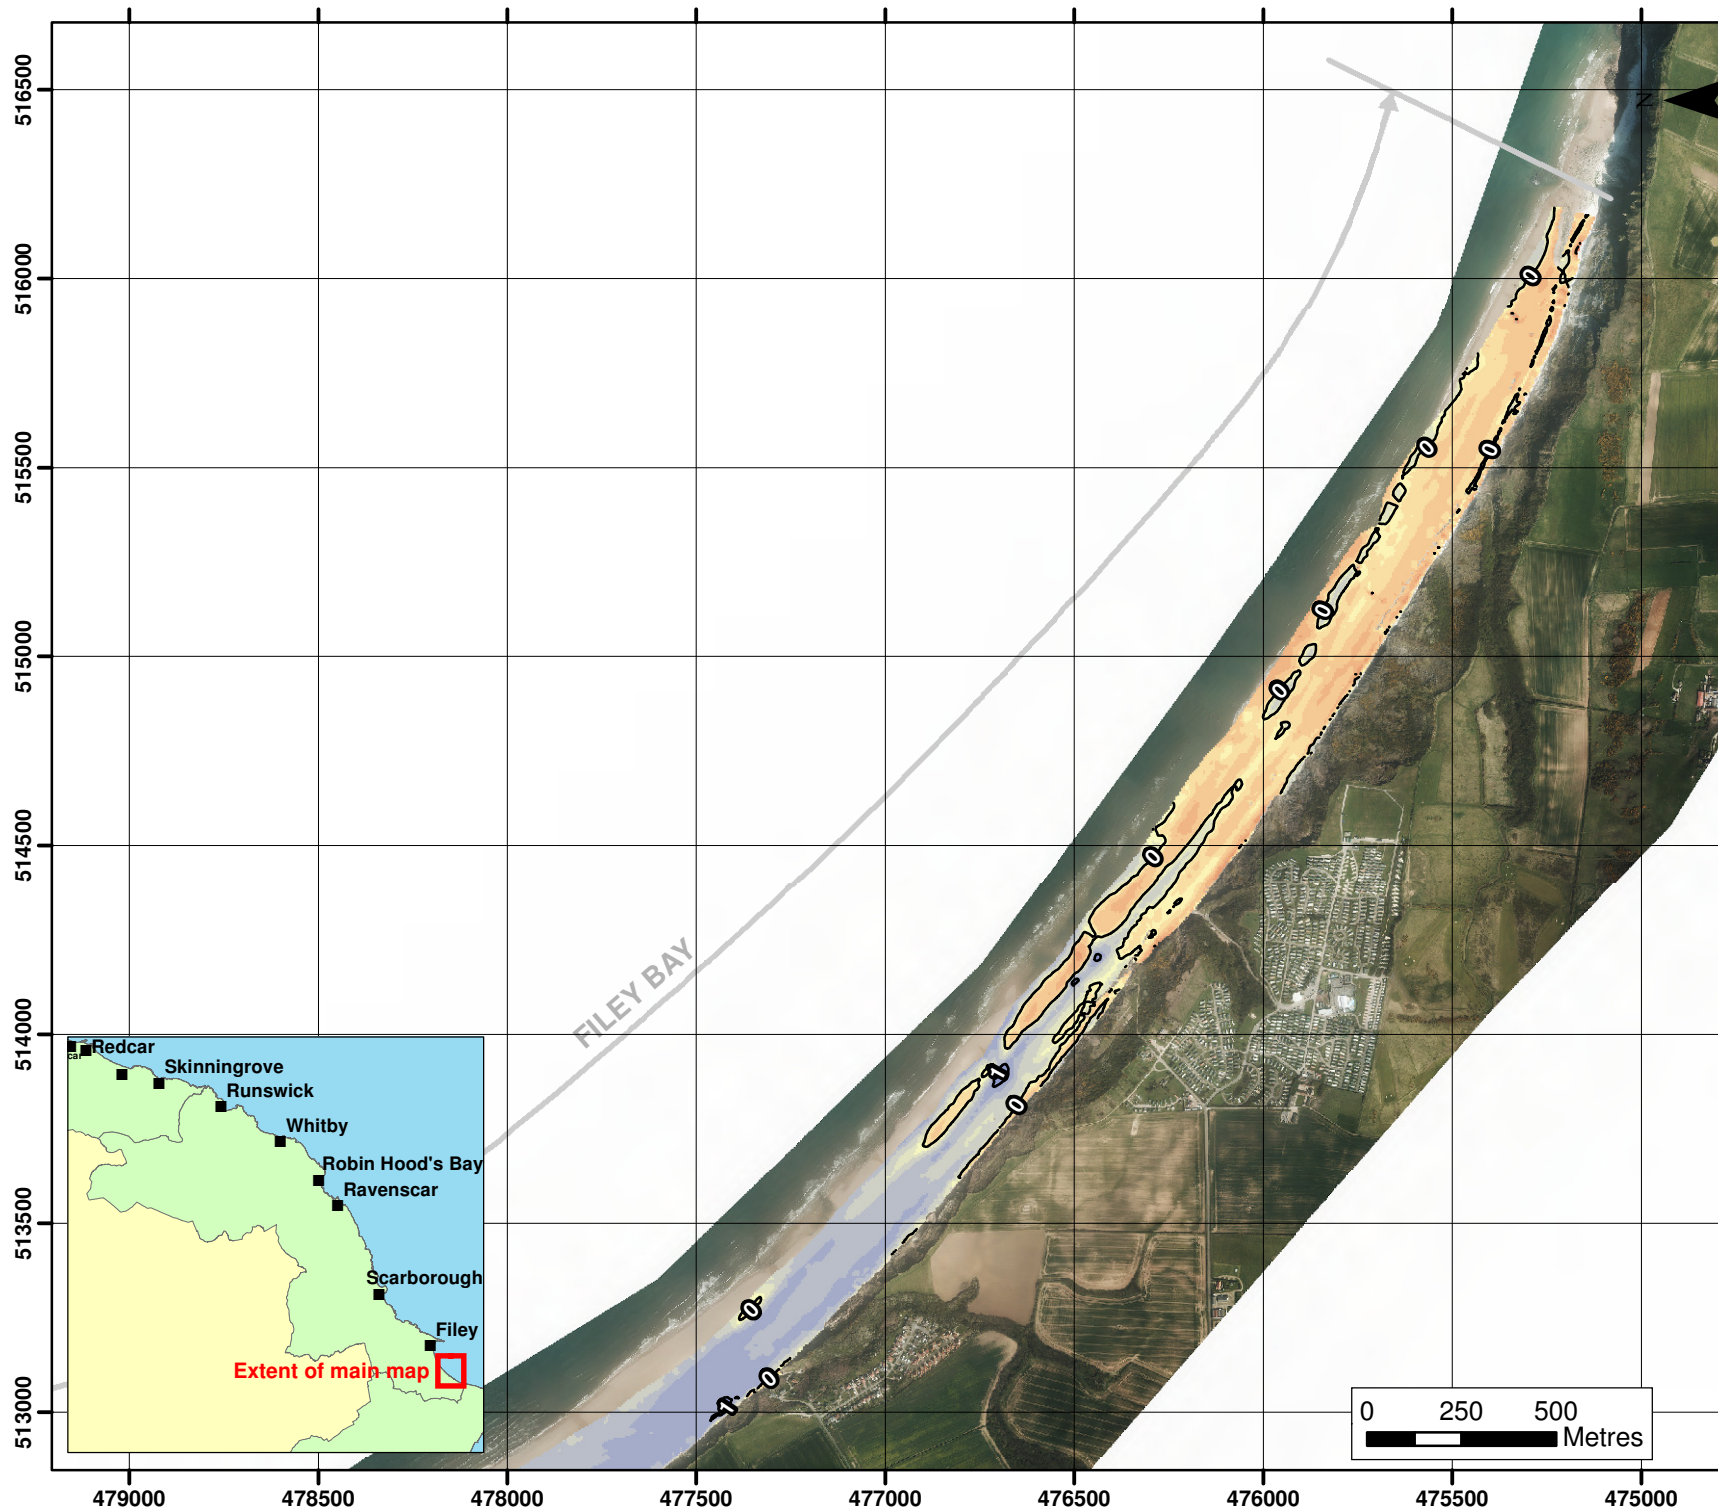 516500
516000
515500
515000
514500
514000
513500
513000
N
0
0
0
0
0
0
1
0
0
0
1
FILEY BAY
Redcar
car
Skinningrove
Runswick
Whitby
Robin Hood's Bay
Ravenscar
Scarborough
Filey
Extent of main map
0 250 500
Metres
479000 478500 478000 477500 477000 476500 476000 475500 475000